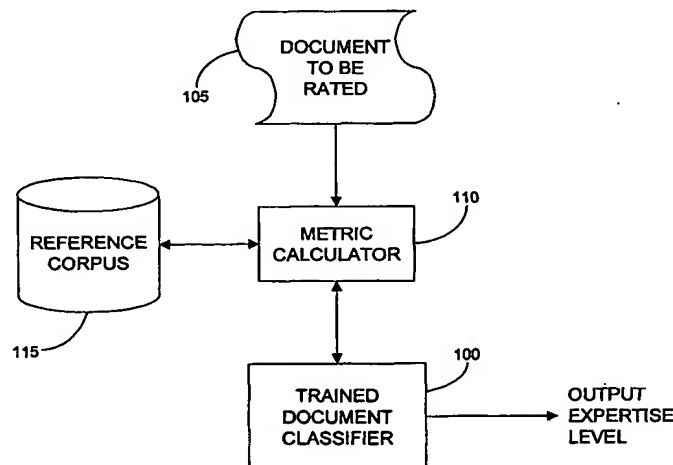 DOCUMENT
TO BE
RATED
105
110
METRIC
CALCULATOR
REFERENCE
CORPUS
115
100
TRAINED
DOCUMENT
CLASSIFIER
OUTPUT
EXPERTISE
LEVEL